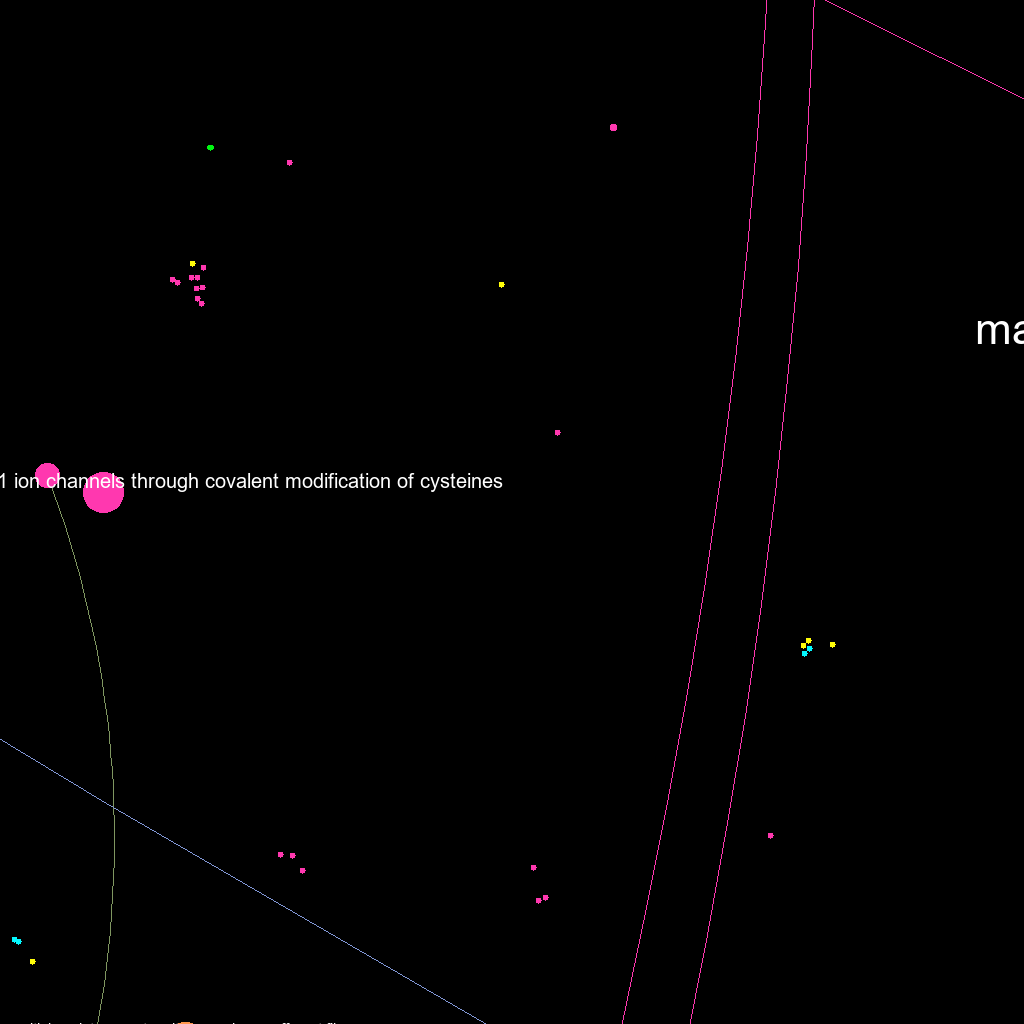 ma
1 ion channels through covalent modification of cysteines